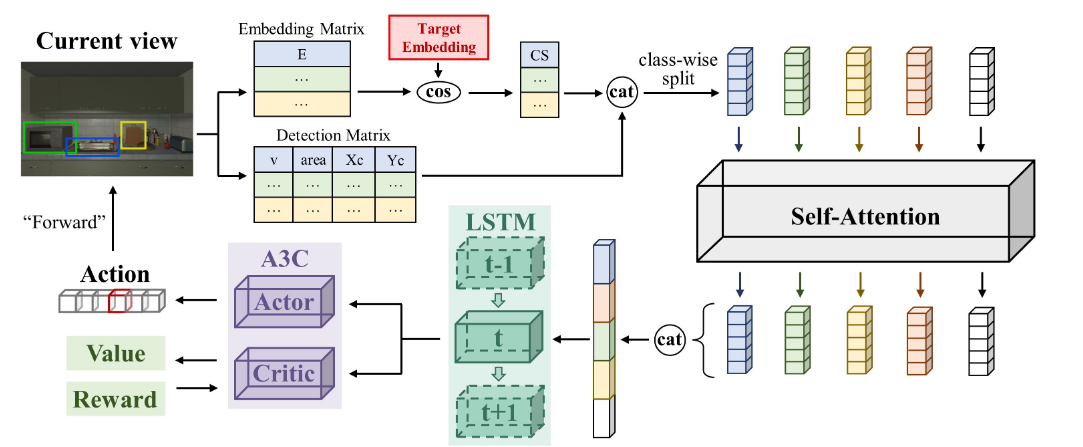 Current view
Embedding Matrix
E
...
...
Target
Embedding
cos
CS
...
...
cat
class-wise
split
Detection Matrix
v area Xc Yc
... ... ... ...
... ... ... ...
Self-Attention
“Forward”
Action
Value
Reward
A3C
Actor
Critic
LSTM
t-1
t
t+1
cat